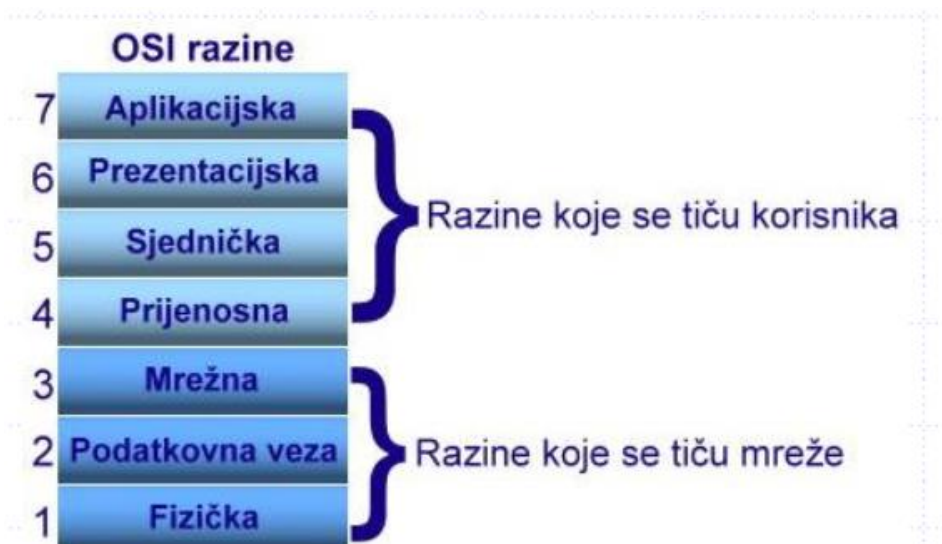 OSI razine
7 Aplikacijska
6 Prezentacijska
5 Sjednička
4 Prijenosna
Razine koje se tiču korisnika
3 Mrežna
2 Podatkovna veza
1 Fizička
Razine koje se tiču mreže